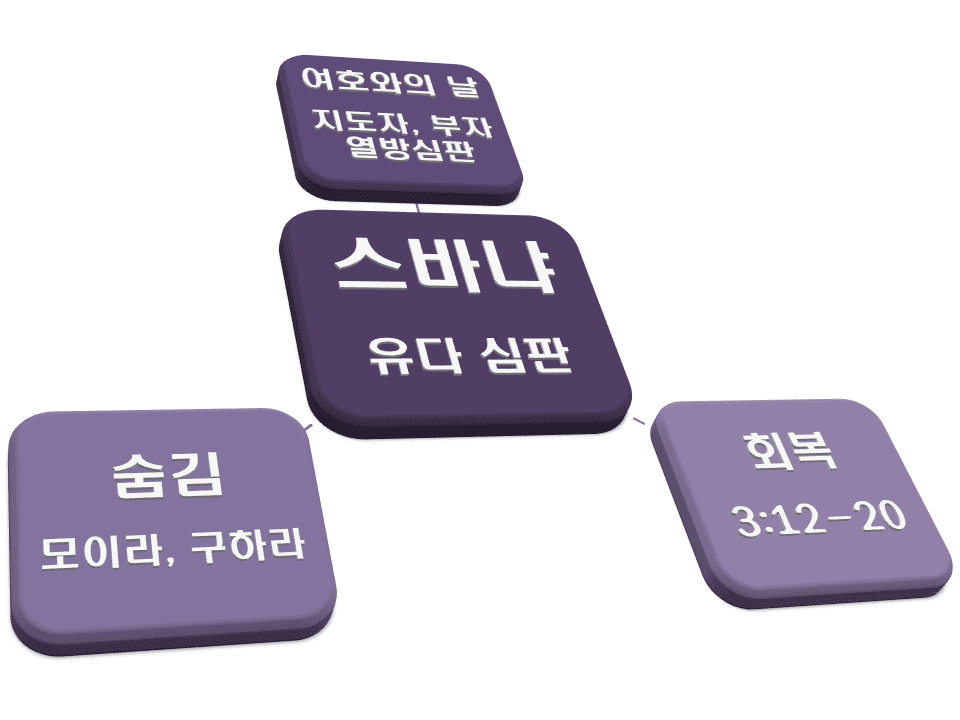 여호와의 날
지도자, 부자
열방심판
스바냐
유다 심판
숨김
모이라, 구하라
회복
3:12-20